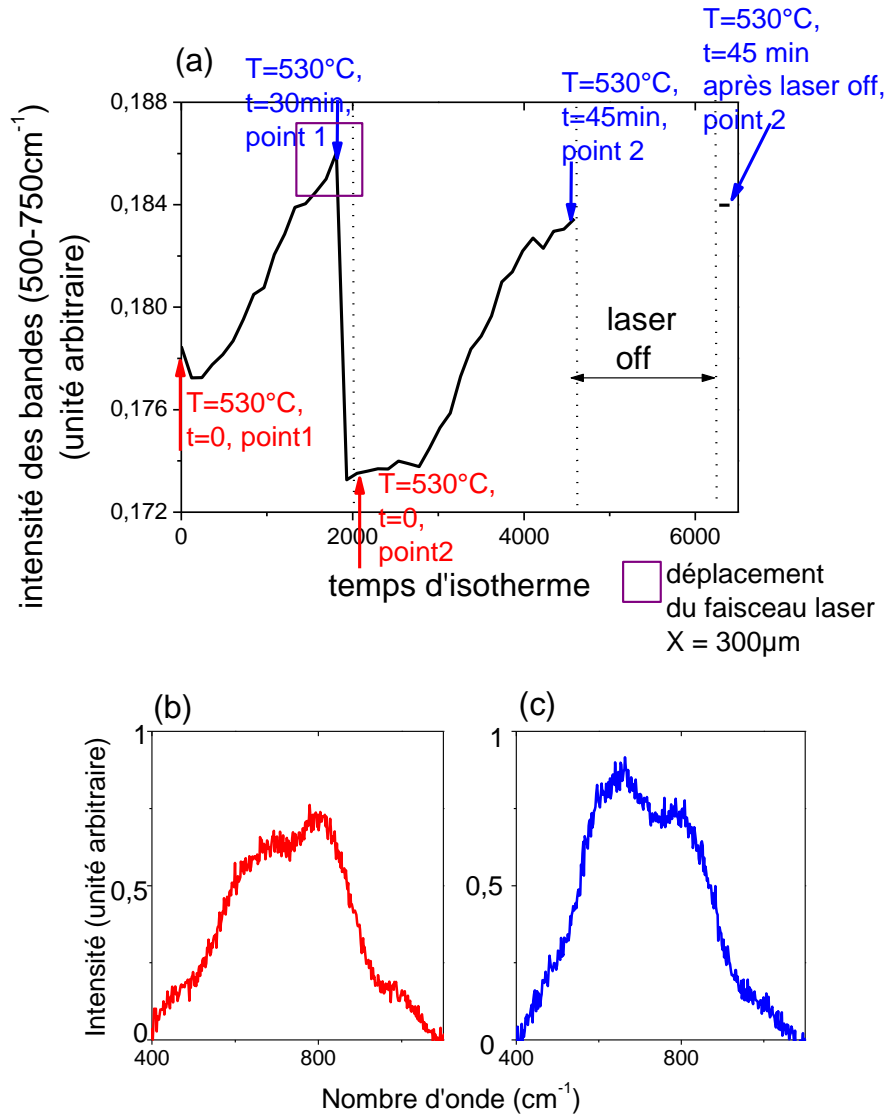 (a)
T=530°C,
t=30min,
point 1
T=530°C,
t=45min,
point 2
T=530°C,
t=45 min
après laser off,
point 2
intensité des bandes (500-750cm⁻¹)
(unité arbitraire)
0,188
0,184
0,180
0,176
0,172
laser
off
T=530°C,
t=0, point1
T=530°C,
t=0,
point2
0 2000 4000 6000
temps d'isotherme
déplacement
du faisceau laser
X = 300µm
(b)
Intensité (unité arbitraire)
1
0,5
0
400 800
(c)
1
0,5
0
400 800
Nombre d'onde (cm⁻¹)